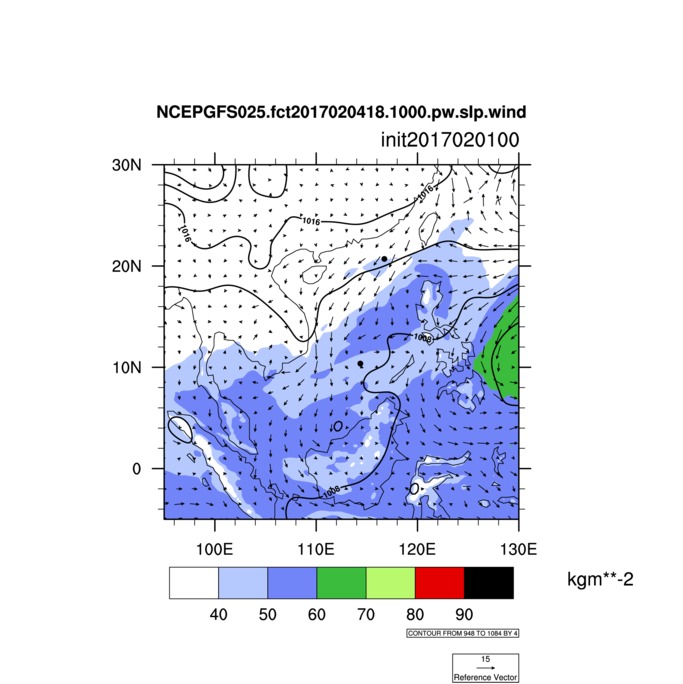 NCEPGFS025.fct2017020418.1000.pw.slp.wind
init2017020100
30N
1016
1016
1016
20N
1008
10N
0
1008
100E 110E 120E 130E
kgm**-2
40 50 60 70 80 90
CONTOUR FROM 948 TO 1084 BY 4
15
Reference Vector